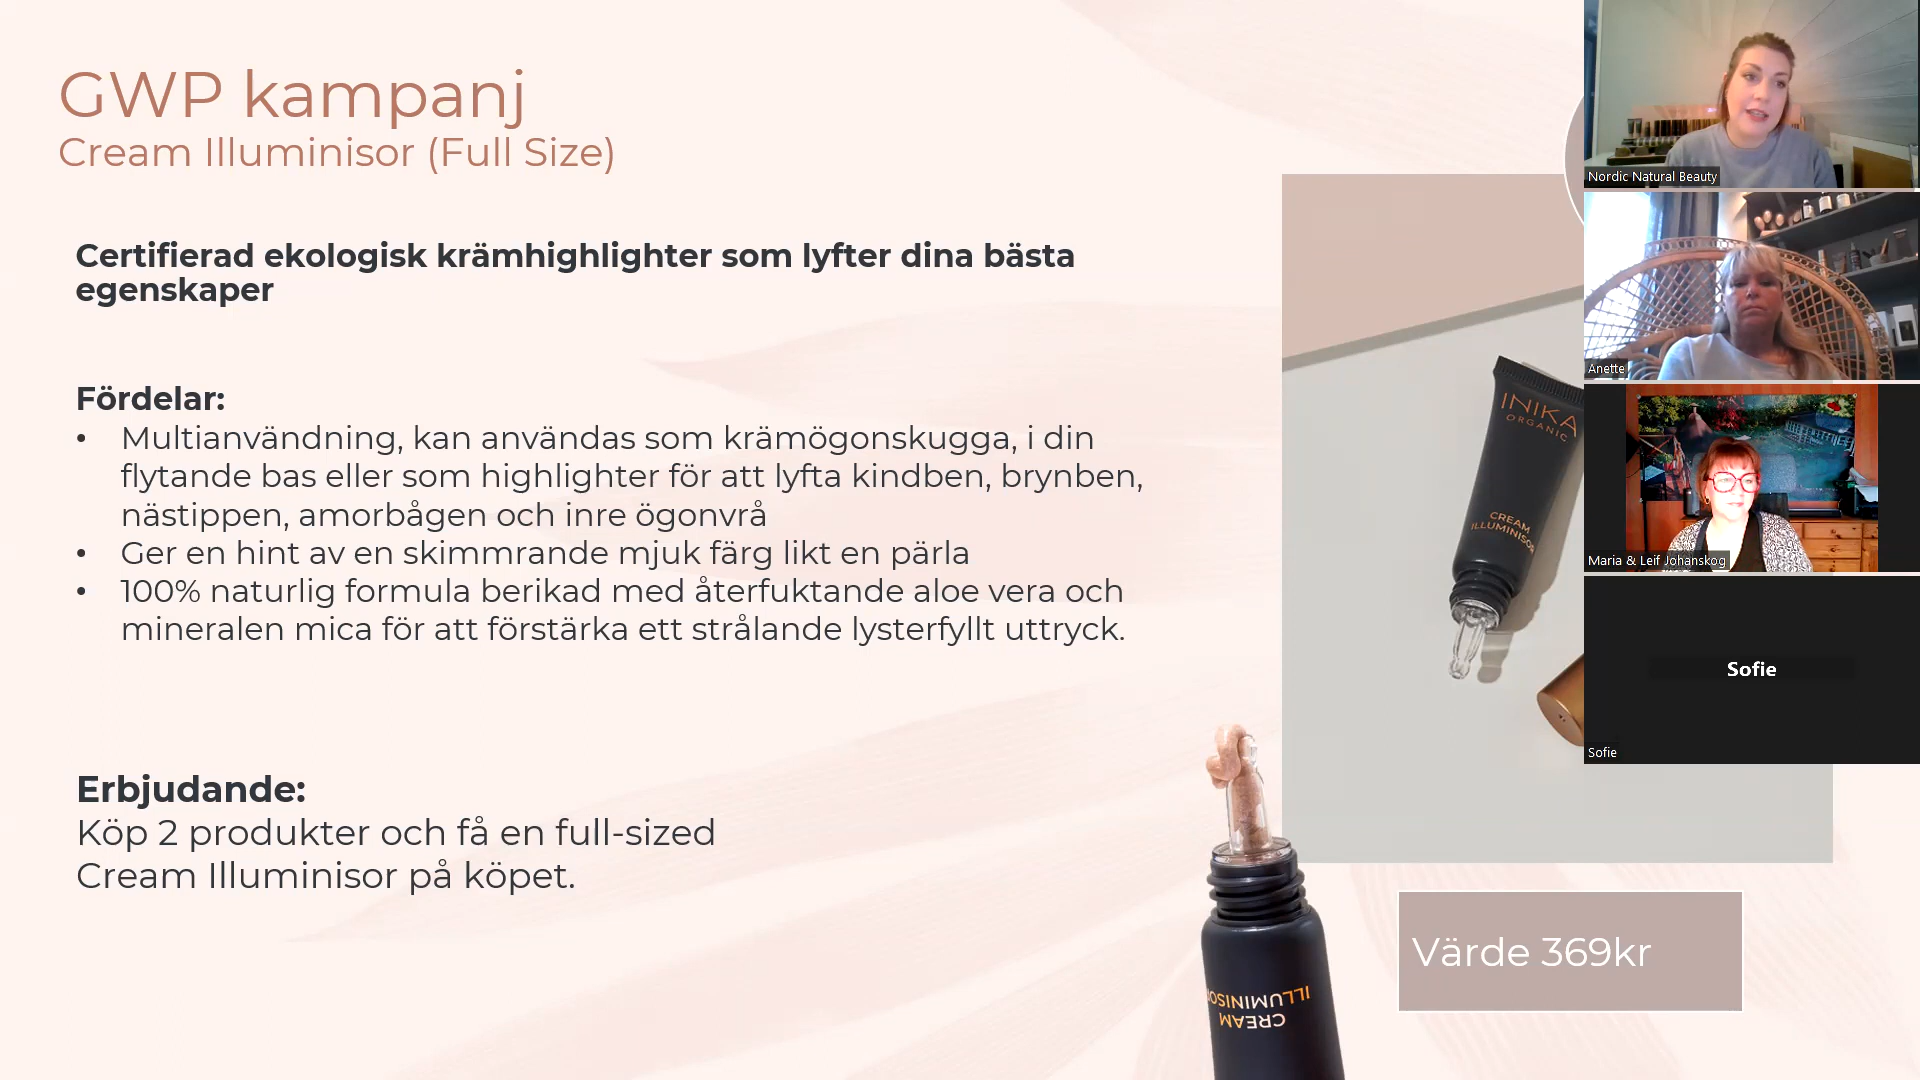 GWP kampanj
Cream Illuminisor (Full Size)
Certifierad ekologisk krämhighlighter som lyfter dina bästa
egenskaper
Fördelar:
• Multianvändning, kan användas som krämögonskugga, i din
flytande bas eller som highlighter för att lyfta kindben, brynben,
nästippen, amorbågen och inre ögonvrå
• Ger en hint av en skimmrande mjuk färg likt en pärla
• 100% naturlig formula berikad med återfuktande aloe vera och
mineralen mica för att förstärka ett strålande lysterfyllt uttryck.
Erbjudande:
Köp 2 produkter och få en full-sized
Cream Illuminisor på köpet.
INIKA
ORGANIC
CREAM
ILLUMINISOR
CREAM
ILLUMINISOR
Värde 369kr
Nordic Natural Beauty
Anette
Maria & Leif Johanskog
Sofie
Sofie